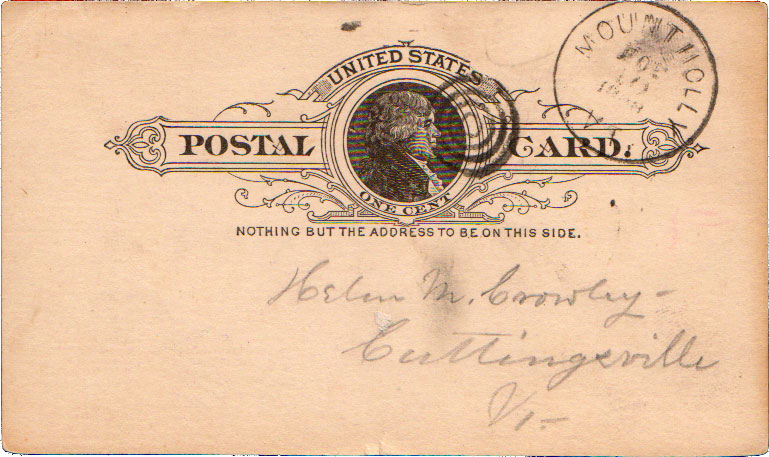 MOUNT HOLLY
VT.
UNITED STATES
POSTAL CARD.
ONE CENT
NOTHING BUT THE ADDRESS TO BE ON THIS SIDE.
Helen M. Crowley-
Cuttingsville
Vt-